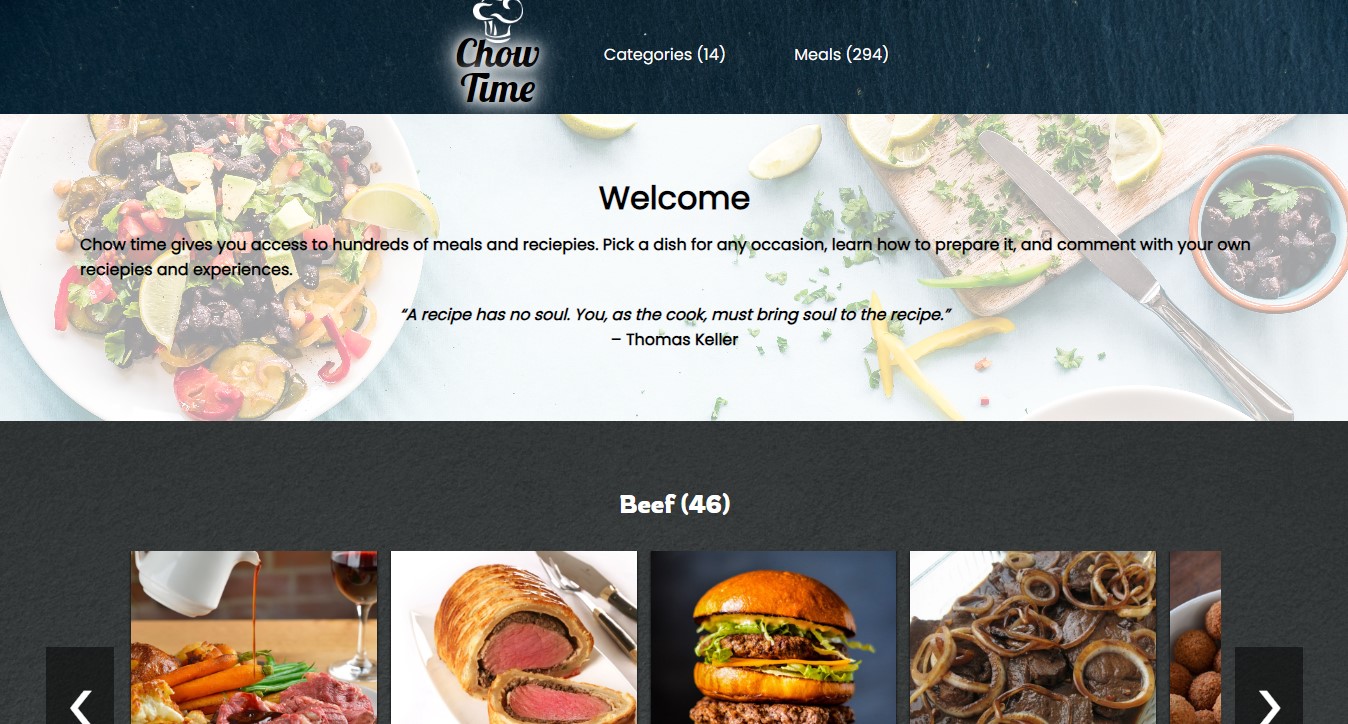 Chow
Time
Categories (14)
Meals (294)
Welcome
Chow time gives you access to hundreds of meals and reciepies. Pick a dish for any occasion, learn how to prepare it, and comment with your own
reciepies and experiences.
“A recipe has no soul. You, as the cook, must bring soul to the recipe.”
– Thomas Keller
Beef (46)
❮
❯